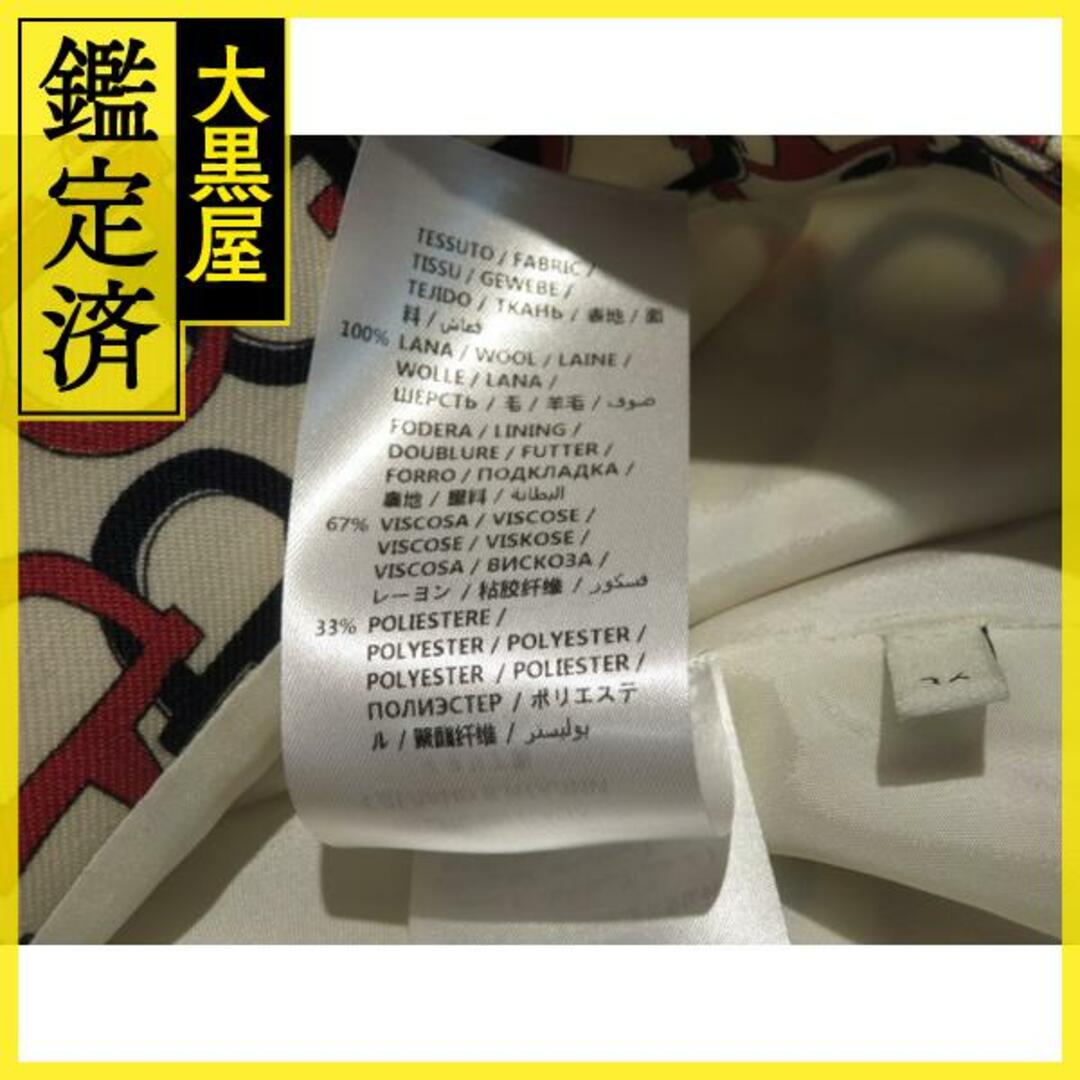 鑑定済
大黒屋
TESSUTO / FABRIC /
TISSU / GEWEBE /
TEJIDO / ТКАНЬ / 表地 / 面
料 / قماش
100% LANA / WOOL / LAINE /
WOLLE / LANA /
ШЕРСТЬ / 毛 / 羊毛 / صوف
FODERA / LINING /
DOUBLURE / FUTTER /
FORRO / ПОДКЛАДКА /
裏地 / 里料 / البطانة
67% VISCOSA / VISCOSE /
VISCOSE / VISKOSE /
VISCOSA / ВИСКОЗА /
レーヨン / 粘胶纤维 / فسكور
33% POLIESTERE /
POLYESTER / POLYESTER /
POLYESTER / POLIESTER /
ПОЛИЭСТЕР / ポリエステ
ル / 聚酯纤维 / بوليستر